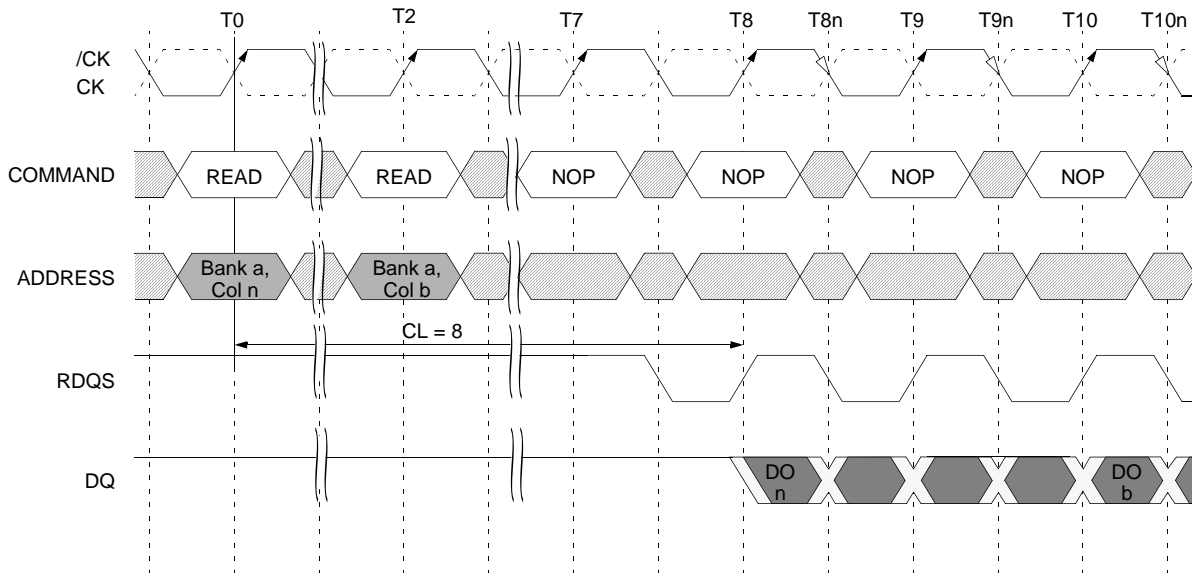 T0 T2 T7 T8 T8n T9 T9n T10 T10n
/CK
CK
COMMAND READ READ NOP NOP NOP NOP
ADDRESS Bank a, Col n Bank a, Col b
CL = 8
RDQS
DQ DO n DO b